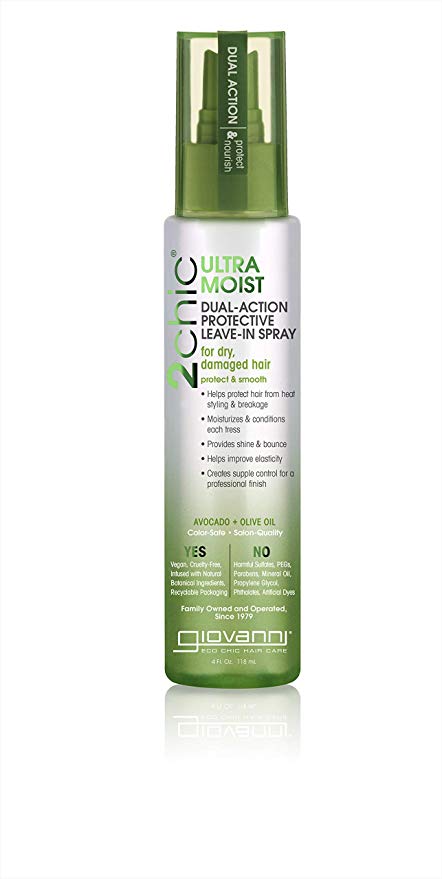 DUAL ACTION
& protect
nourish
2chic®
ULTRA
MOIST
DUAL-ACTION
PROTECTIVE
LEAVE-IN SPRAY
for dry,
damaged hair
protect & smooth
• Helps protect hair from heat
styling & breakage
• Moisturizes & conditions
each tress
• Provides shine & bounce
• Helps improve elasticity
• Creates supple control for a
professional finish
AVOCADO + OLIVE OIL
Color-Safe • Salon-Quality
YES
Vegan, Cruelty-Free,
Infused with Natural
Botanical Ingredients,
Recyclable Packaging
NO
Harmful Sulfates, PEGs,
Parabens, Mineral Oil,
Propylene Glycol,
Phthalates, Artificial Dyes
Family Owned and Operated,
Since 1979
giovanni®
ECO CHIC HAIR CARE
4 Fl. Oz. 118 mL